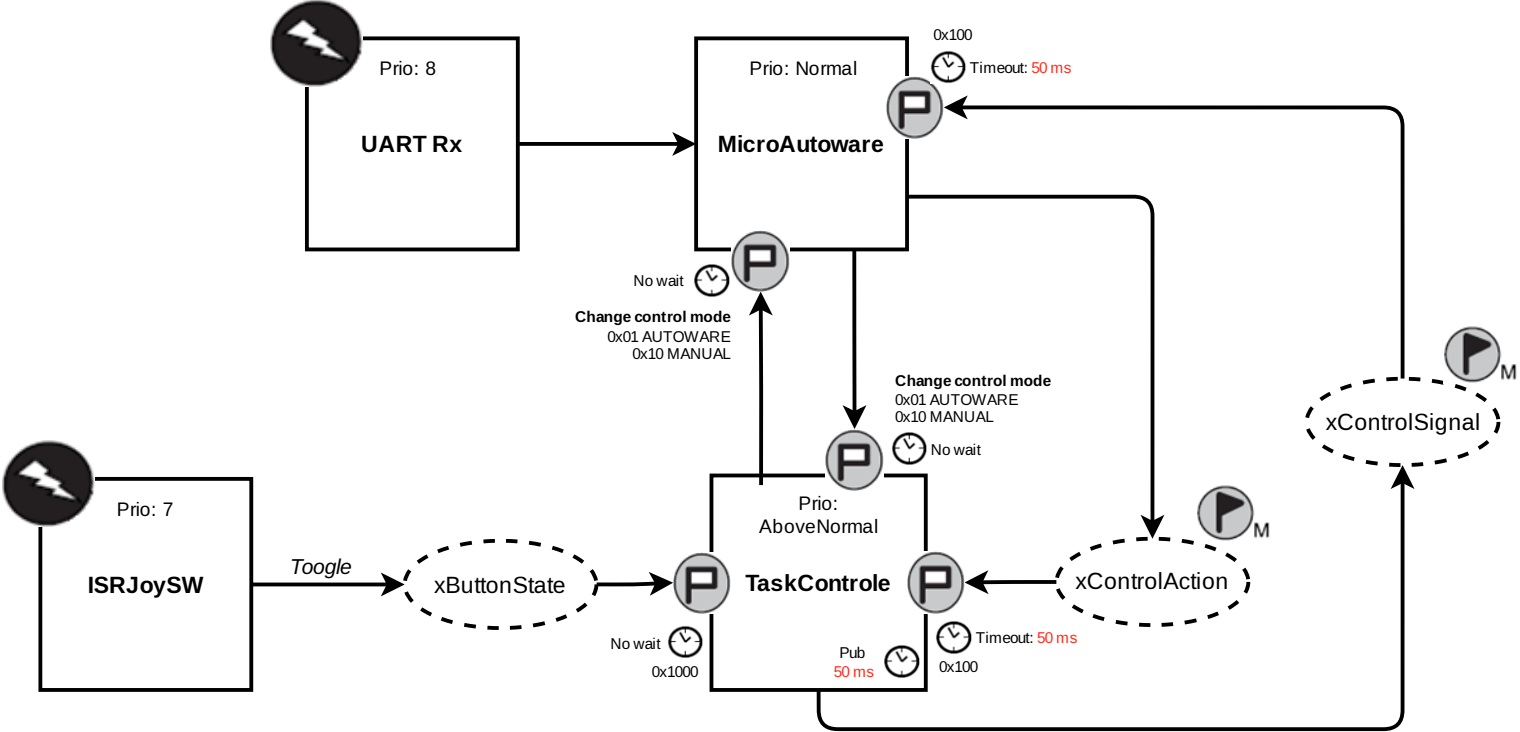 Prio: 8
UART Rx
Prio: Normal
MicroAutoware
0x100
Timeout: 50 ms
P
No wait
P
Change control mode
0x01 AUTOWARE
0x10 MANUAL
Change control mode
0x01 AUTOWARE
0x10 MANUAL
No wait
P
M
xControlSignal
Prio: 7
ISRJoySW
Toogle
xButtonState
P
No wait
0x1000
Prio:
AboveNormal
TaskControle
Pub
50 ms
P
Timeout: 50 ms
0x100
M
xControlAction